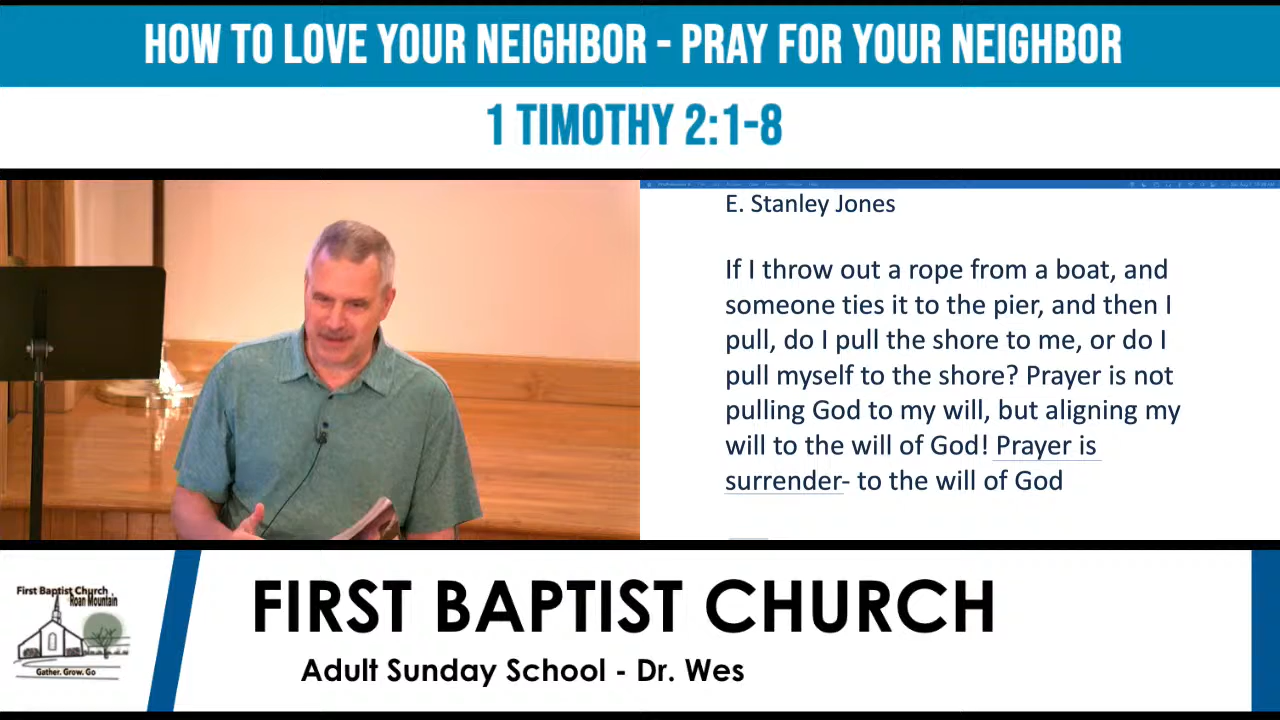 HOW TO LOVE YOUR NEIGHBOR - PRAY FOR YOUR NEIGHBOR
1 TIMOTHY 2:1-8
E. Stanley Jones
If I throw out a rope from a boat, and
someone ties it to the pier, and then I
pull, do I pull the shore to me, or do I
pull myself to the shore? Prayer is not
pulling God to my will, but aligning my
will to the will of God! Prayer is
surrender- to the will of God
First Baptist Church
Roan Mountain
Gather. Grow. Go
FIRST BAPTIST CHURCH
Adult Sunday School - Dr. Wes